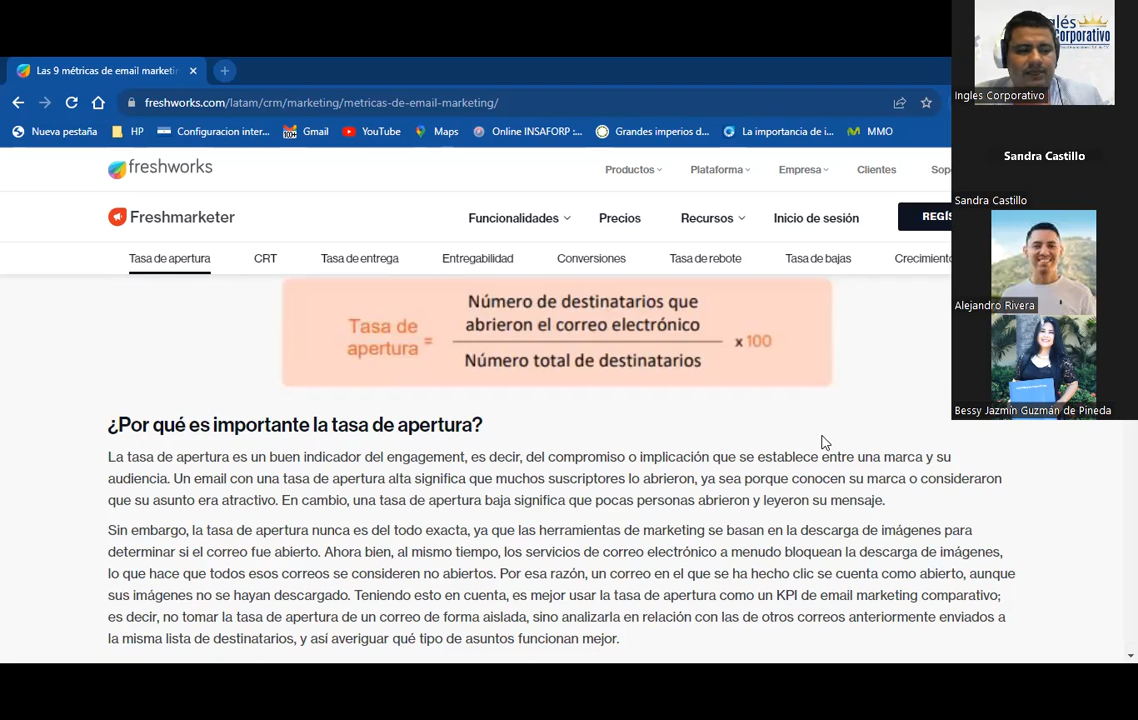 Las 9 métricas de email marketin
freshworks.com/latam/crm/marketing/metricas-de-email-marketing/
Nueva pestaña
HP
Configuracion inter...
Gmail
YouTube
Maps
Online INSAFORP :...
Grandes imperios d...
La importancia de i...
MMO
freshworks
Productos
Plataforma
Empresa
Clientes
Sop
Freshmarketer
Funcionalidades
Precios
Recursos
Inicio de sesión
REGÍS
Tasa de apertura
CRT
Tasa de entrega
Entregabilidad
Conversiones
Tasa de rebote
Tasa de bajas
Crecimiento
Número de destinatarios que
abrieron el correo electrónico
Tasa de
apertura
=
x 100
Número total de destinatarios
¿Por qué es importante la tasa de apertura?
La tasa de apertura es un buen indicador del engagement, es decir, del compromiso o implicación que se establece entre una marca y su
audiencia. Un email con una tasa de apertura alta significa que muchos suscriptores lo abrieron, ya sea porque conocen su marca o consideraron
que su asunto era atractivo. En cambio, una tasa de apertura baja significa que pocas personas abrieron y leyeron su mensaje.
Sin embargo, la tasa de apertura nunca es del todo exacta, ya que las herramientas de marketing se basan en la descarga de imágenes para
determinar si el correo fue abierto. Ahora bien, al mismo tiempo, los servicios de correo electrónico a menudo bloquean la descarga de imágenes,
lo que hace que todos esos correos se consideren no abiertos. Por esa razón, un correo en el que se ha hecho clic se cuenta como abierto, aunque
sus imágenes no se hayan descargado. Teniendo esto en cuenta, es mejor usar la tasa de apertura como un KPI de email marketing comparativo;
es decir, no tomar la tasa de apertura de un correo de forma aislada, sino analizarla en relación con las de otros correos anteriormente enviados a
la misma lista de destinatarios, y así averiguar qué tipo de asuntos funcionan mejor.
glés
Corporativo
Ingles Corporativo
Sandra Castillo
Sandra Castillo
Alejandro Rivera
Bessy Jazmín Guzmán de Pineda